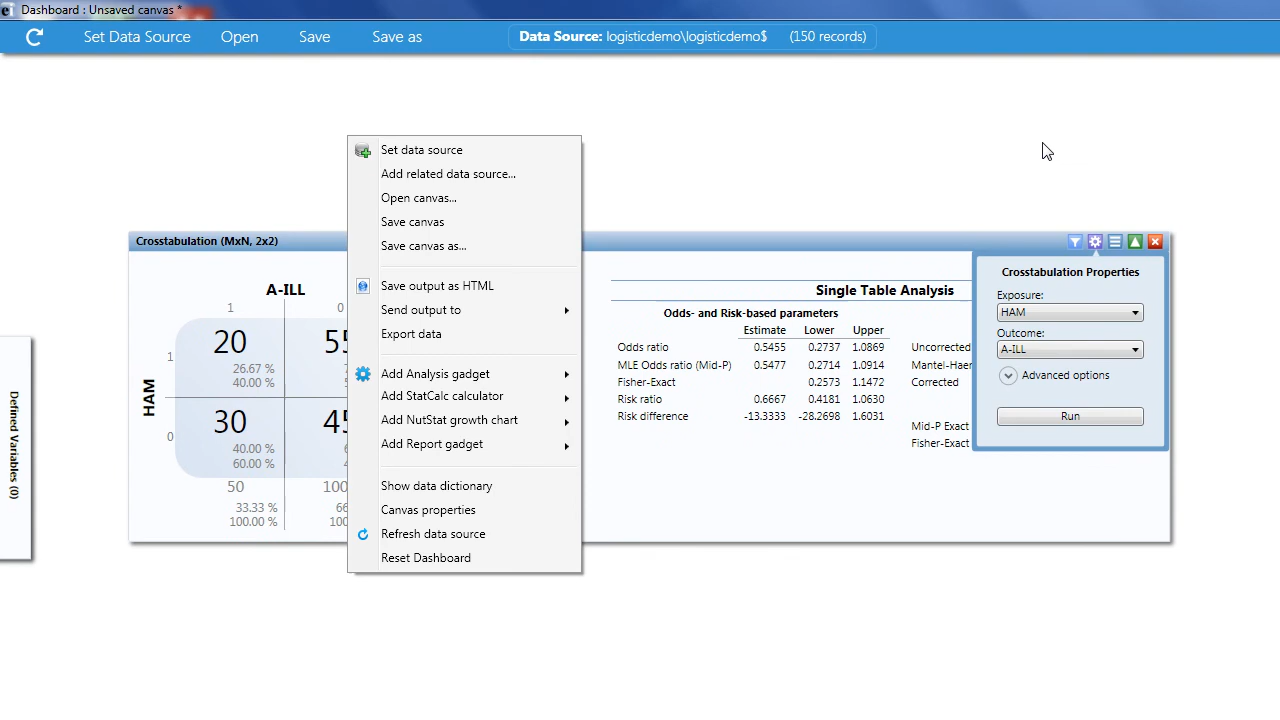 Dashboard : Unsaved canvas *
Set Data Source Open Save Save as Data Source: logisticdemo\logisticdemo$ (150 records)
Set data source
Add related data source...
Open canvas...
Save canvas
Save canvas as...
Save output as HTML
Send output to
Export data
Add Analysis gadget
Add StatCalc calculator
Add NutStat growth chart
Add Report gadget
Show data dictionary
Canvas properties
Refresh data source
Reset Dashboard
Crosstabulation (MxN, 2x2)
A-ILL
1 0
HAM
1 20 55
26.67 %
40.00 %
0 30 45
40.00 %
60.00 %
50 100
33.33 %
100.00 % 100
Single Table Analysis
Odds- and Risk-based parameters
Estimate Lower Upper
Odds ratio 0.5455 0.2737 1.0869
MLE Odds ratio (Mid-P) 0.5477 0.2714 1.0914
Fisher-Exact 0.2573 1.1472
Risk ratio 0.6667 0.4181 1.0630
Risk difference -13.3333 -28.2698 1.6031
Uncorrected
Mantel-Haen
Corrected
Mid-P Exact
Fisher-Exact
Crosstabulation Properties
Exposure:
HAM
Outcome:
A-ILL
Advanced options
Run
Defined Variables (0)